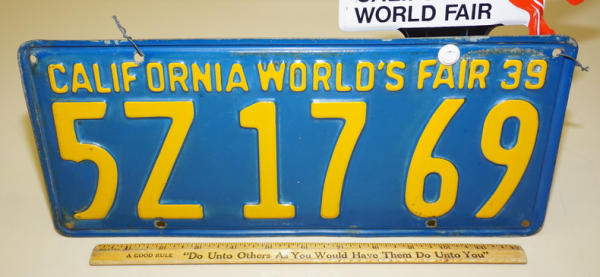 WORLD FAIR
CALIFORNIA WORLD'S FAIR 39
5Z 17 69
A GOOD RULE "Do Unto Others As You Would Have Them Do Unto You"